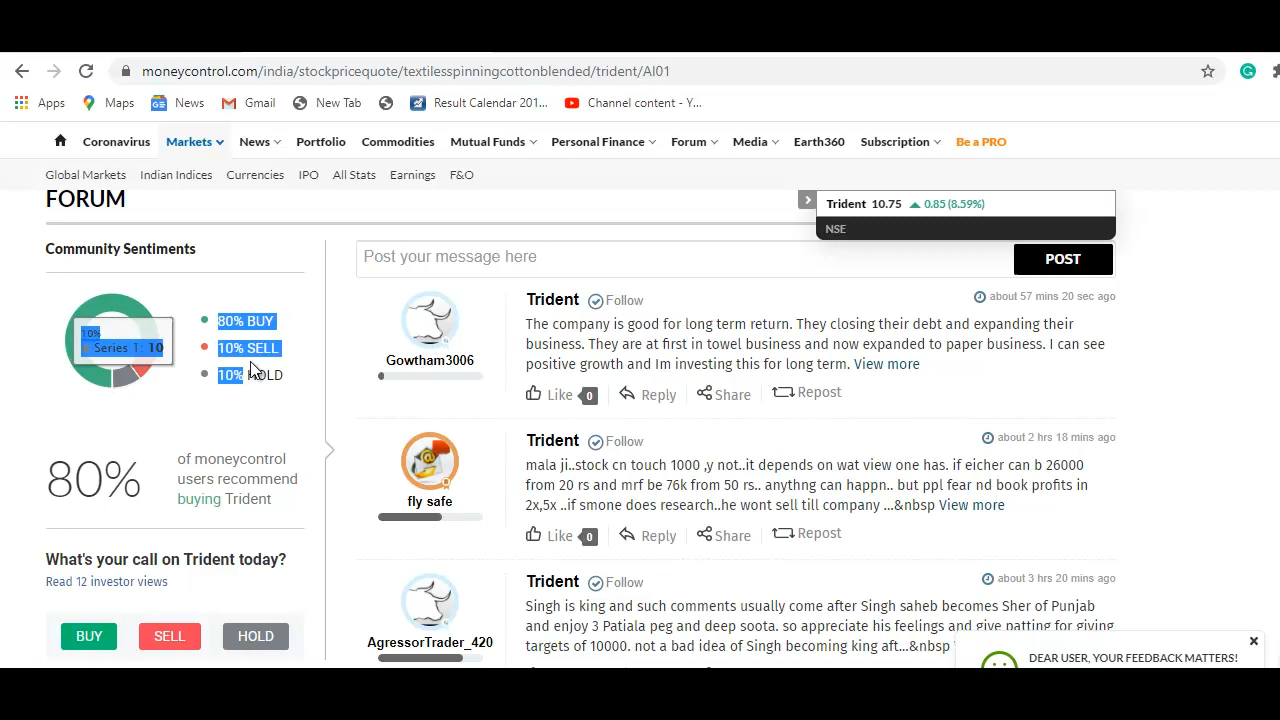 moneycontrol.com/india/stockpricequote/textilesspinningcottonblended/trident/AI01
Apps Maps News Gmail New Tab Result Calendar 201... Channel content - Y...
Coronavirus Markets News Portfolio Commodities Mutual Funds Personal Finance Forum Media Earth360 Subscription Be a PRO
Global Markets Indian Indices Currencies IPO All Stats Earnings F&O
FORUM
Trident 10.75 0.85 (8.59%)
NSE
Community Sentiments
10%
Series 1: 10
80% BUY
10% SELL
10% HOLD
80%
of moneycontrol
users recommend
buying Trident
What's your call on Trident today?
Read 12 investor views
BUY SELL HOLD
Post your message here POST
Gowtham3006
Trident Follow about 57 mins 20 sec ago
The company is good for long term return. They closing their debt and expanding their
business. They are at first in towel business and now expanded to paper business. I can see
positive growth and Im investing this for long term. View more
Like 0 Reply Share Repost
fly safe
Trident Follow about 2 hrs 18 mins ago
mala ji..stock cn touch 1000 ,y not..it depends on wat view one has. if eicher can b 26000
from 20 rs and mrf be 76k from 50 rs.. anythng can happn.. but ppl fear nd book profits in
2x,5x ..if smone does research..he wont sell till company ...&nbsp View more
Like 0 Reply Share Repost
AgressorTrader_420
Trident Follow about 3 hrs 20 mins ago
Singh is king and such comments usually come after Singh saheb becomes Sher of Punjab
and enjoy 3 Patiala peg and deep soota. so appreciate his feelings and give patting for giving
targets of 10000. not a bad idea of Singh becoming king aft...&nbsp
DEAR USER, YOUR FEEDBACK MATTERS!